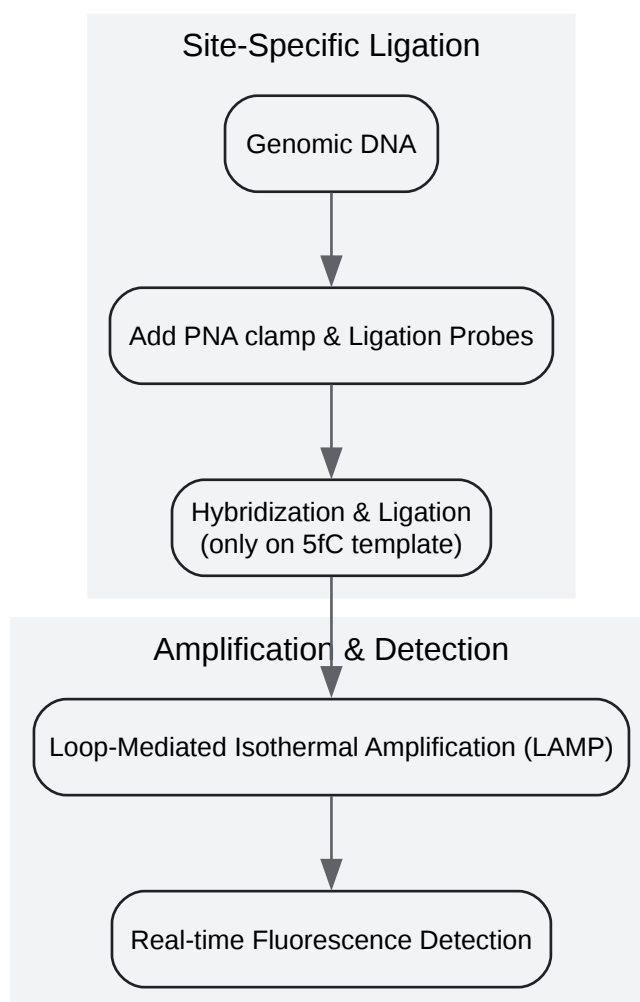 Site-Specific Ligation
Genomic DNA
Add PNA clamp & Ligation Probes
Hybridization & Ligation
(only on 5fC template)
Amplification & Detection
Loop-Mediated Isothermal Amplification (LAMP)
Real-time Fluorescence Detection